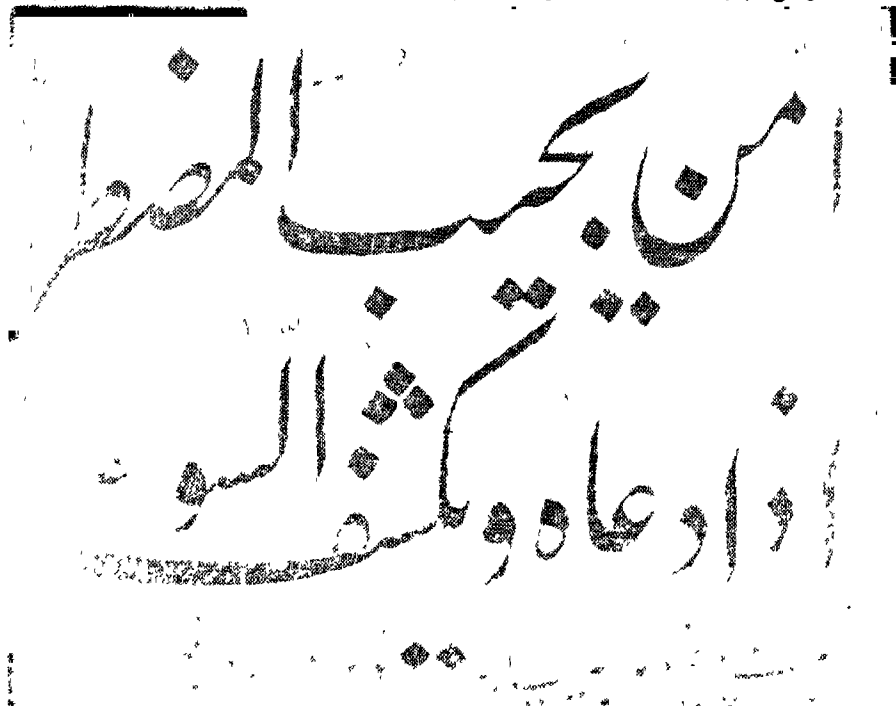 امن يجيب المضطر
اذا دعاه ويكشف السوء